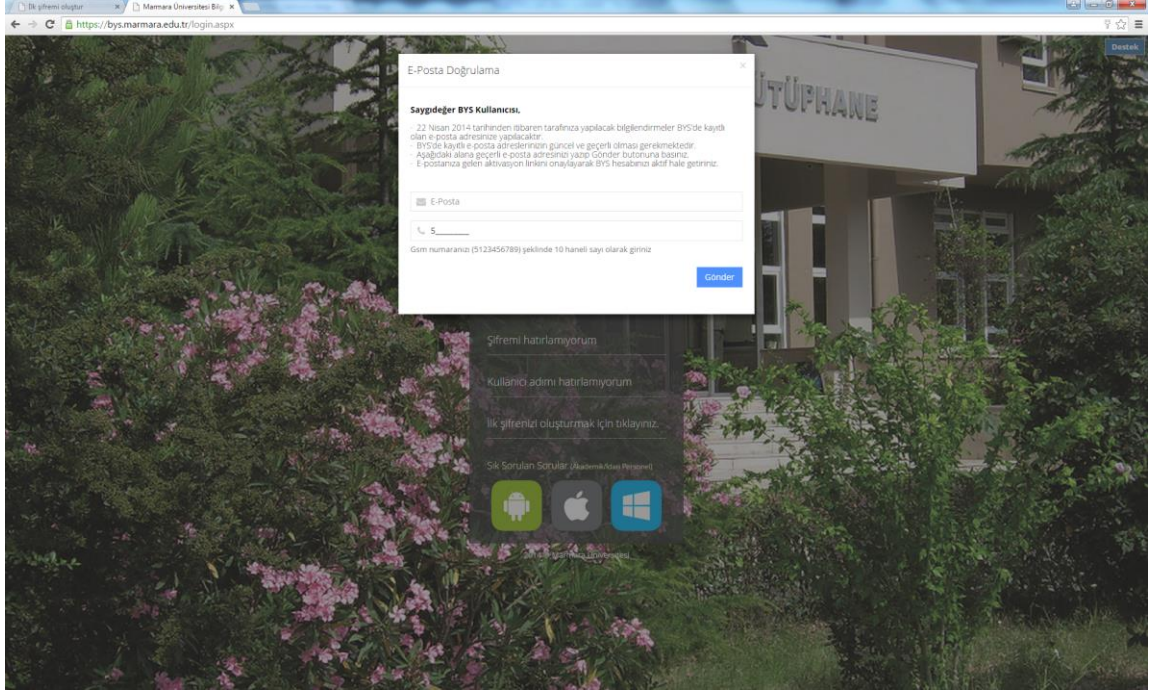 İlk şifremi oluştur
Marmara Üniversitesi Bilgi
https://bys.marmara.edu.tr/login.aspx
Destek
E-Posta Doğrulama
ÜTÜPHANE
Saygıdeğer BYS Kullanıcısı,
- 22 Nisan 2014 tarihinden itibaren tarafınıza yapılacak bilgilendirmeler BYS'de kayıtlı
olan e-posta adresinize yapılacaktır.
- BYS'de kayıtlı e-posta adreslerinizin güncel ve geçerli olması gerekmektedir.
- Aşağıdaki alana geçerli e-posta adresinizi yazıp Gönder butonuna basınız.
- E-postanıza gelen aktivasyon linkini onaylayarak BYS hesabınızı aktif hale getiriniz.
E-Posta
5_________
Gsm numaranızı (5123456789) şeklinde 10 haneli sayı olarak giriniz
Gönder
Şifremi hatırlamıyorum
Kullanıcı adımı hatırlamıyorum
İlk şifrenizi oluşturmak için tıklayınız.
Sık Sorulan Sorular (Akademik/İdari Personel)
Marmara Üniversitesi